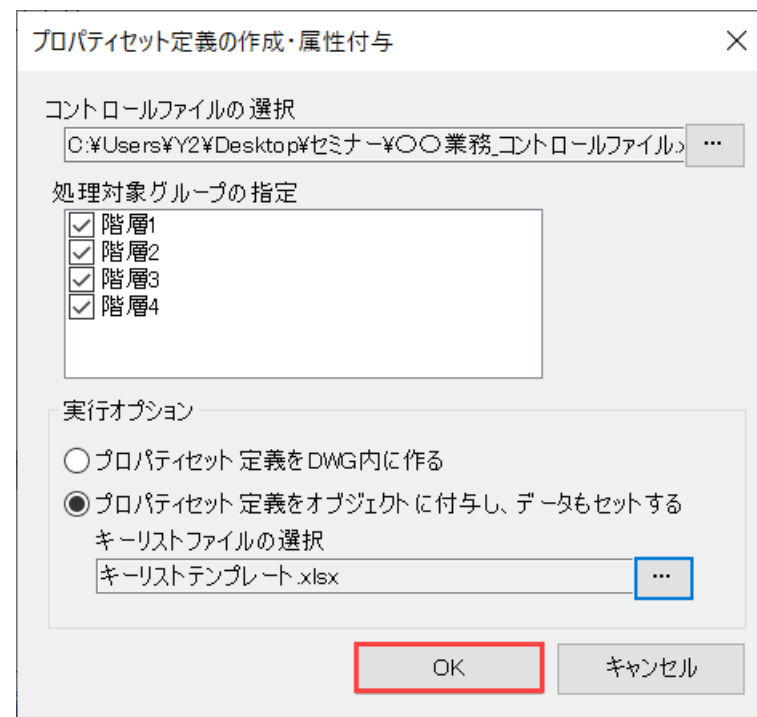 プロパティセット定義の作成・属性付与
コントロールファイルの選択
C:¥Users¥Y2¥Desktop¥セミナー¥〇〇業務_コントロールファイル.x ...
処理対象グループの指定
階層1
階層2
階層3
階層4
実行オプション
プロパティセット定義をDWG内に作る
プロパティセット定義をオブジェクトに付与し、データもセットする
キーリストファイルの選択
キーリストテンプレート.xlsx ...
OK キャンセル